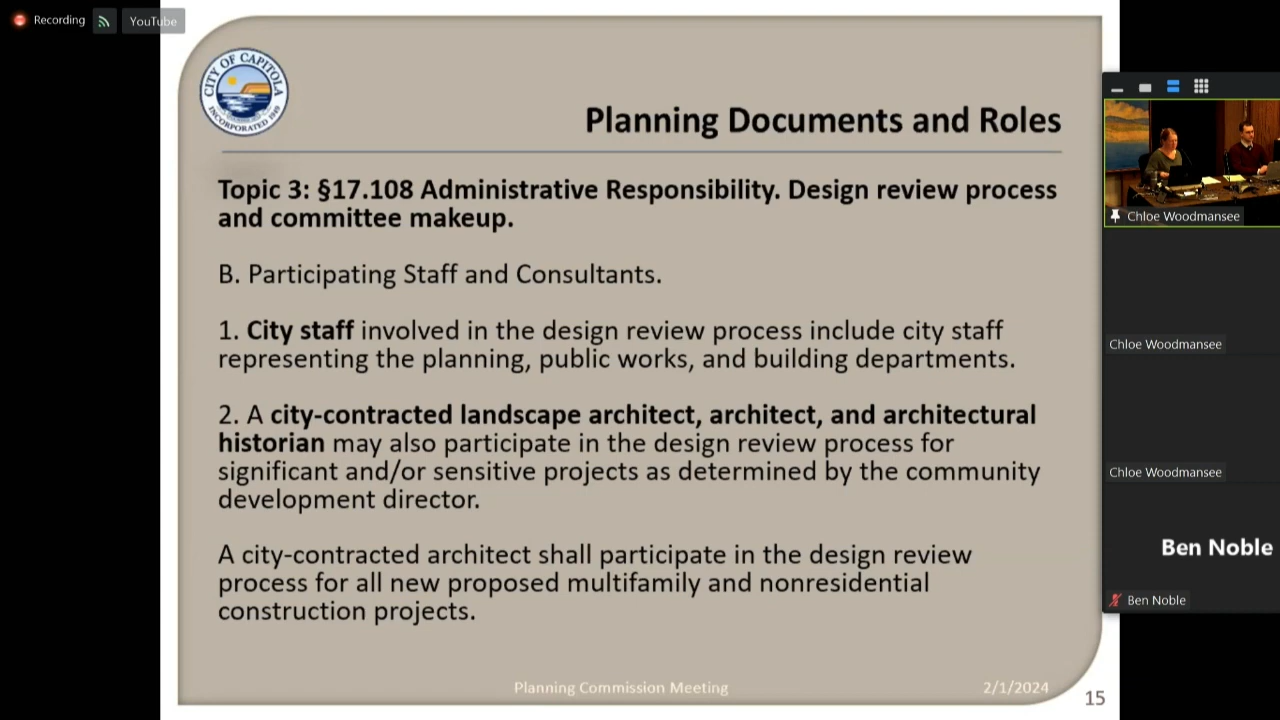 Recording
YouTube
CITY OF CAPITOLA
INCORPORATED 1949
Planning Documents and Roles
Topic 3: §17.108 Administrative Responsibility. Design review process
and committee makeup.
B. Participating Staff and Consultants.
1. City staff involved in the design review process include city staff
representing the planning, public works, and building departments.
2. A city-contracted landscape architect, architect, and architectural
historian may also participate in the design review process for
significant and/or sensitive projects as determined by the community
development director.
A city-contracted architect shall participate in the design review
process for all new proposed multifamily and nonresidential
construction projects.
Planning Commission Meeting
2/1/2024
15
Chloe Woodmansee
Chloe Woodmansee
Chloe Woodmansee
Ben Noble
Ben Noble